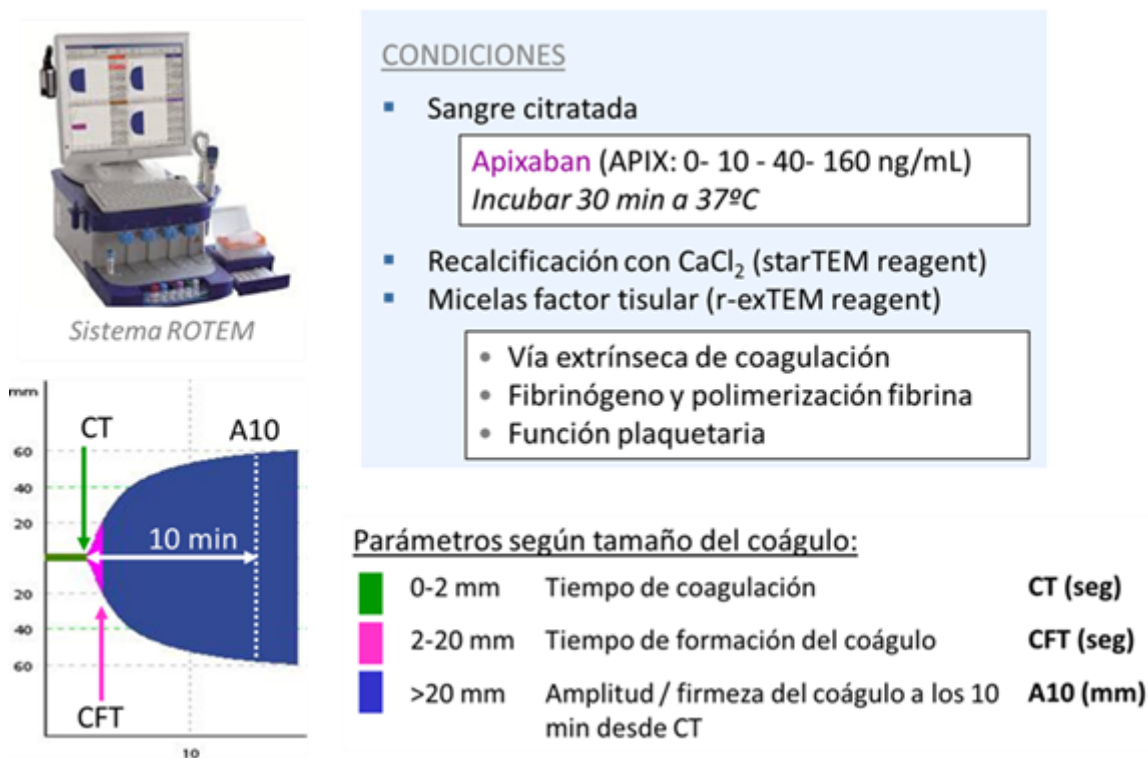 Sistema ROTEM
CONDICIONES
▪ Sangre citratada
Apixaban (APIX: 0- 10 - 40- 160 ng/mL)
Incubar 30 min a 37ºC
▪ Recalcificación con CaCl₂ (starTEM reagent)
▪ Micelas factor tisular (r-exTEM reagent)
• Vía extrínseca de coagulación
• Fibrinógeno y polimerización fibrina
• Función plaquetaria
mm
CT
A10
60
40
20
10 min
0
20
40
60
CFT
10
Parámetros según tamaño del coágulo:
0-2 mm Tiempo de coagulación CT (seg)
2-20 mm Tiempo de formación del coágulo CFT (seg)
>20 mm Amplitud / firmeza del coágulo a los 10 A10 (mm)
min desde CT